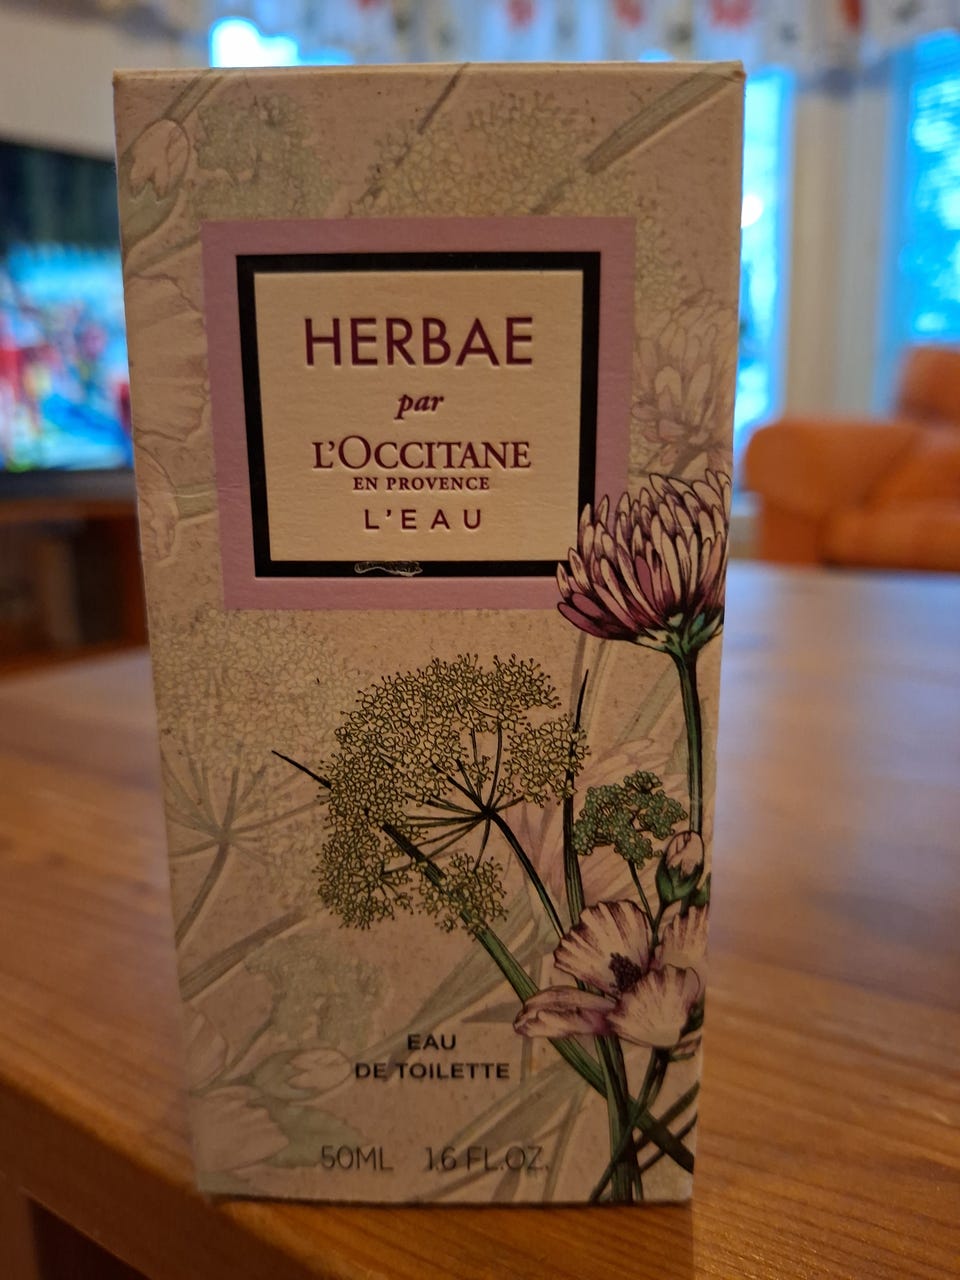 HERBAE
par
L'OCCITANE
EN PROVENCE
L'EAU
EAU
DE TOILETTE
50ML 1.6 FL.OZ.